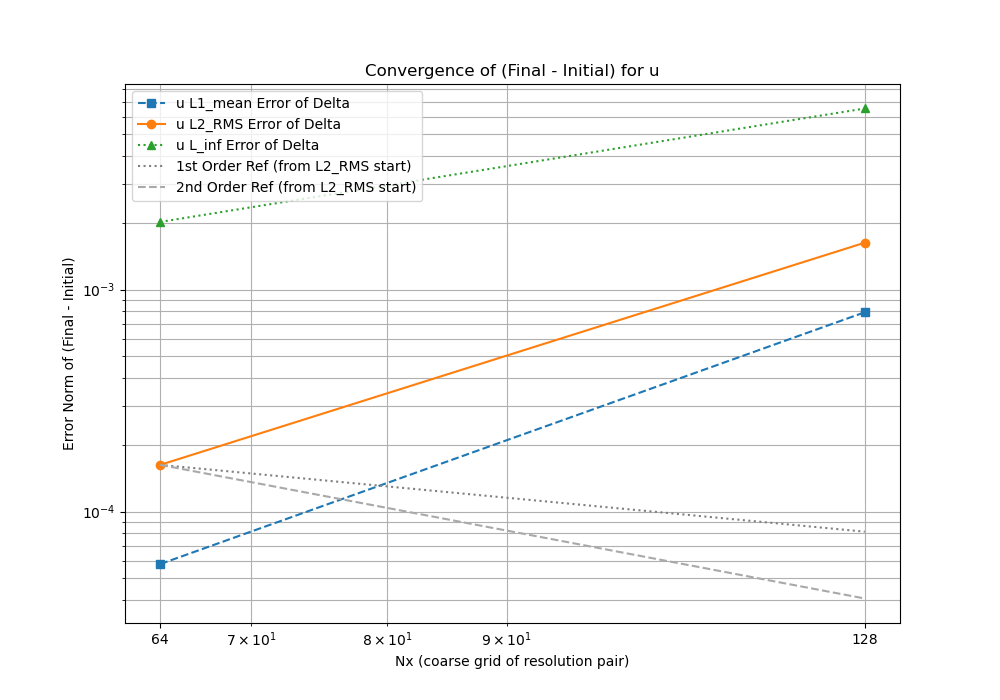 Convergence of (Final - Initial) for u
u L1_mean Error of Delta
u L2_RMS Error of Delta
u L_inf Error of Delta
1st Order Ref (from L2_RMS start)
2nd Order Ref (from L2_RMS start)
Error Norm of (Final - Initial)
10⁻³
10⁻⁴
64
7 × 10¹
8 × 10¹
9 × 10¹
128
Nx (coarse grid of resolution pair)